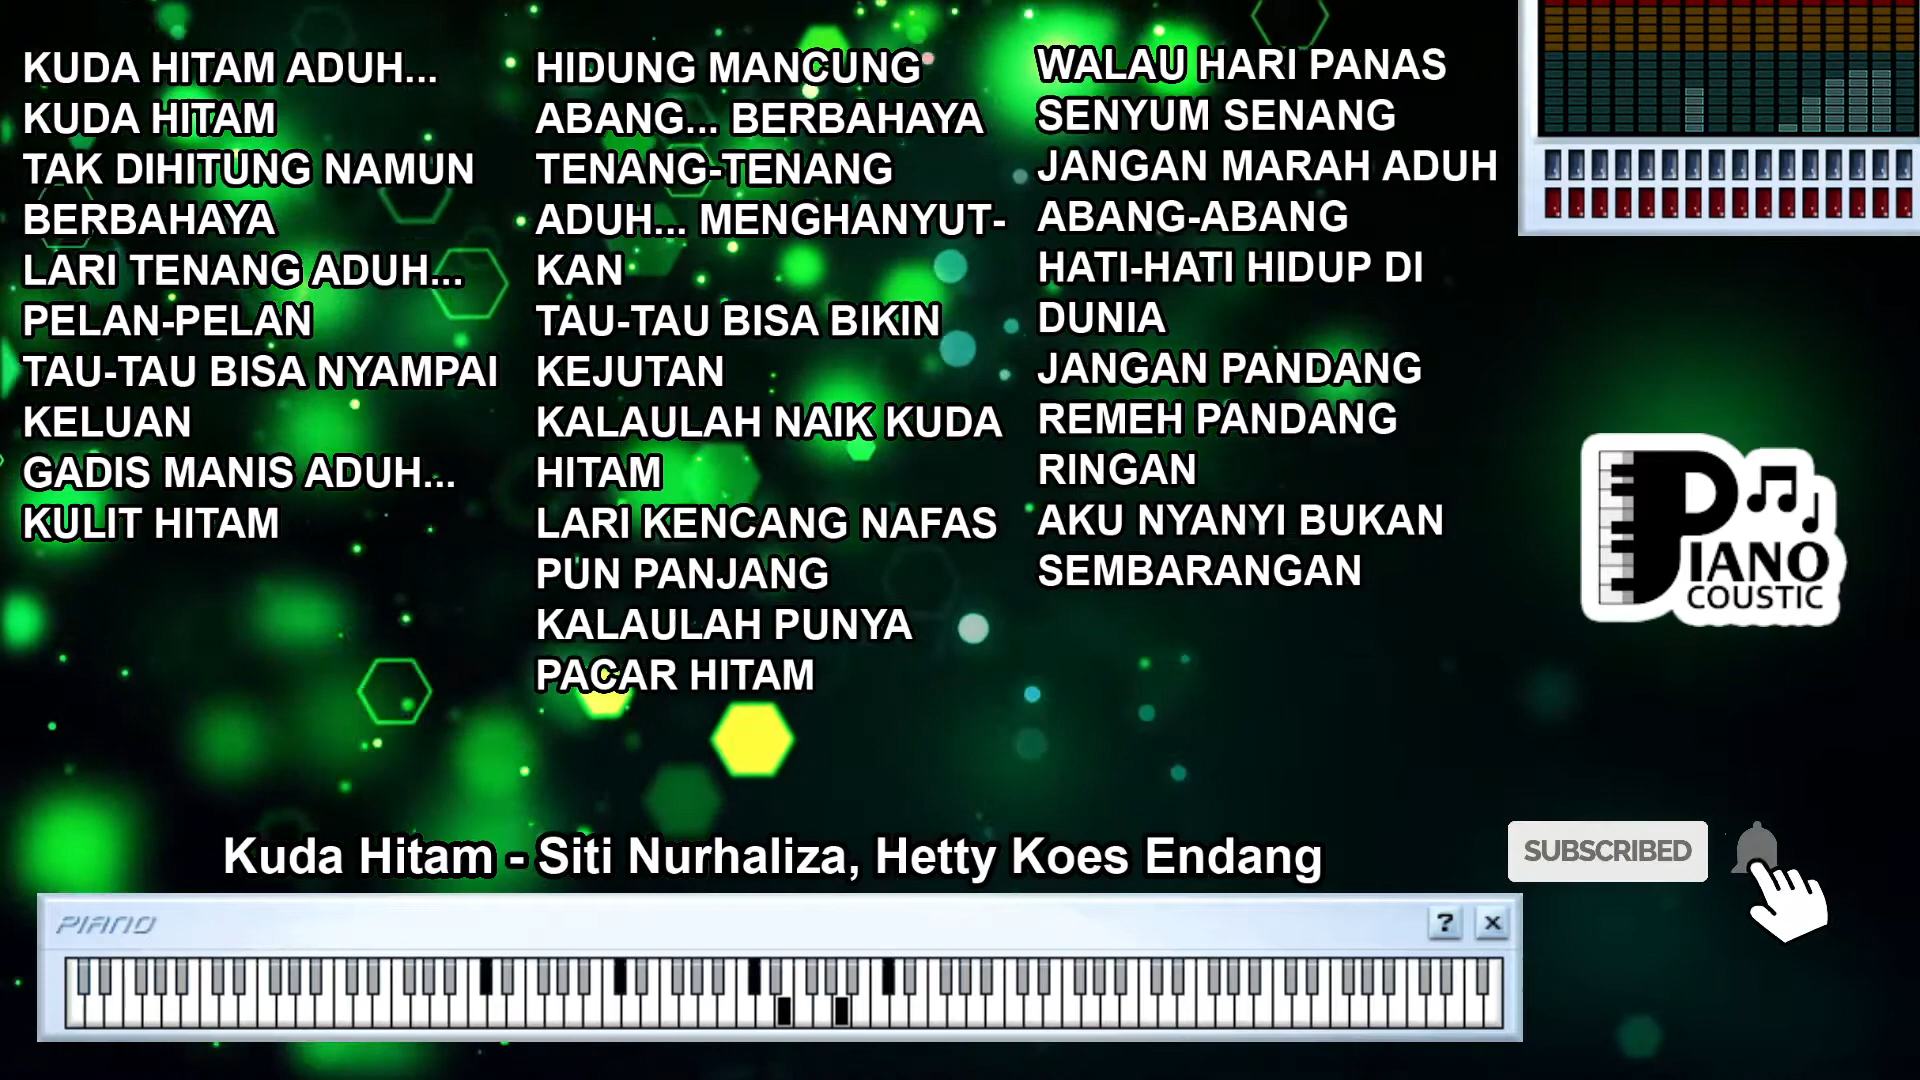 KUDA HITAM ADUH...
KUDA HITAM
TAK DIHITUNG NAMUN
BERBAHAYA
LARI TENANG ADUH...
PELAN-PELAN
TAU-TAU BISA NYAMPAI
KELUAN
GADIS MANIS ADUH...
KULIT HITAM
HIDUNG MANCUNG
ABANG... BERBAHAYA
TENANG-TENANG
ADUH... MENGHANYUT-
KAN
TAU-TAU BISA BIKIN
KEJUTAN
KALAULAH NAIK KUDA
HITAM
LARI KENCANG NAFAS
PUN PANJANG
KALAULAH PUNYA
PACAR HITAM
WALAU HARI PANAS
SENYUM SENANG
JANGAN MARAH ADUH
ABANG-ABANG
HATI-HATI HIDUP DI
DUNIA
JANGAN PANDANG
REMEH PANDANG
RINGAN
AKU NYANYI BUKAN
SEMBARANGAN
PIANO
COUSTIC
Kuda Hitam - Siti Nurhaliza, Hetty Koes Endang
SUBSCRIBED
PIANO
? ×